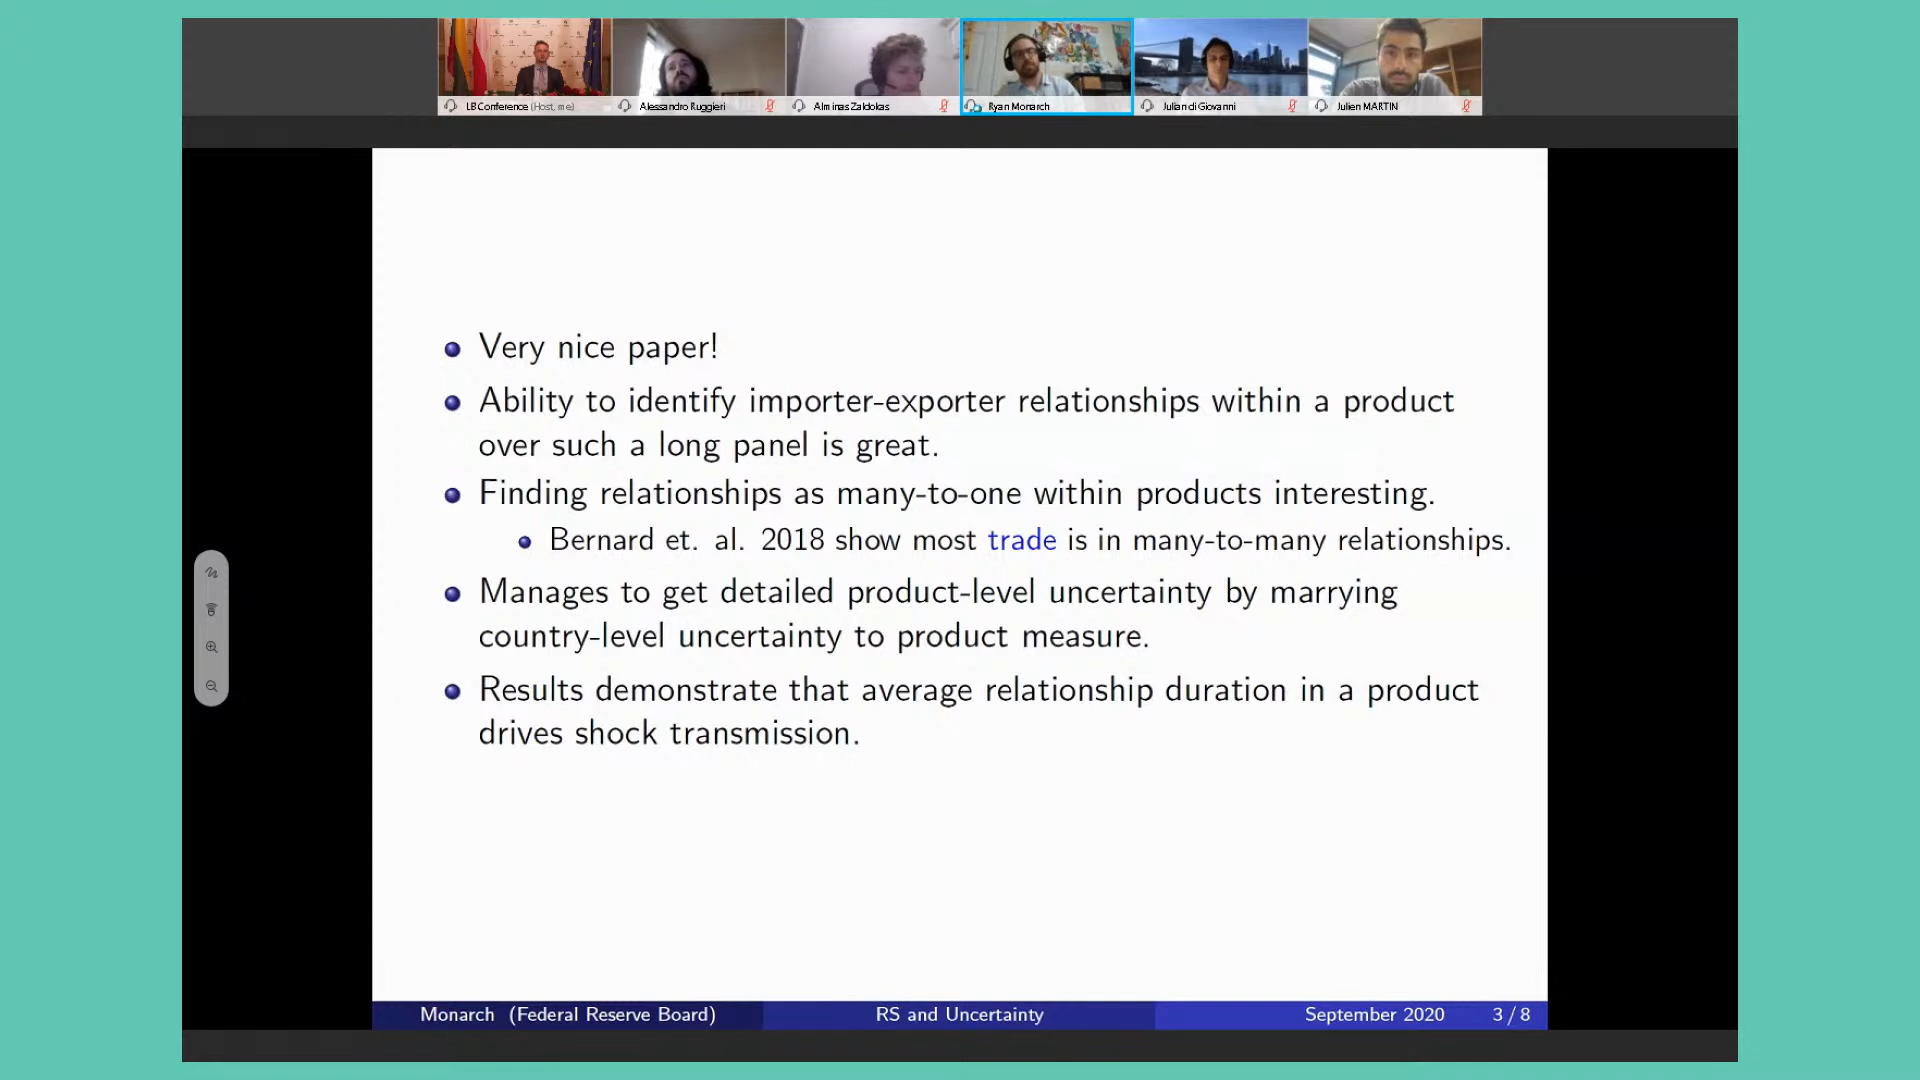 LB Conference (Host, me)
Alessandro Ruggieri
Alminas Zaldokas
Ryan Monarch
Julian di Giovanni
Julien MARTIN
Very nice paper!
Ability to identify importer-exporter relationships within a product
over such a long panel is great.
Finding relationships as many-to-one within products interesting.
Bernard et. al. 2018 show most trade is in many-to-many relationships.
Manages to get detailed product-level uncertainty by marrying
country-level uncertainty to product measure.
Results demonstrate that average relationship duration in a product
drives shock transmission.
Monarch (Federal Reserve Board) RS and Uncertainty September 2020 3 / 8